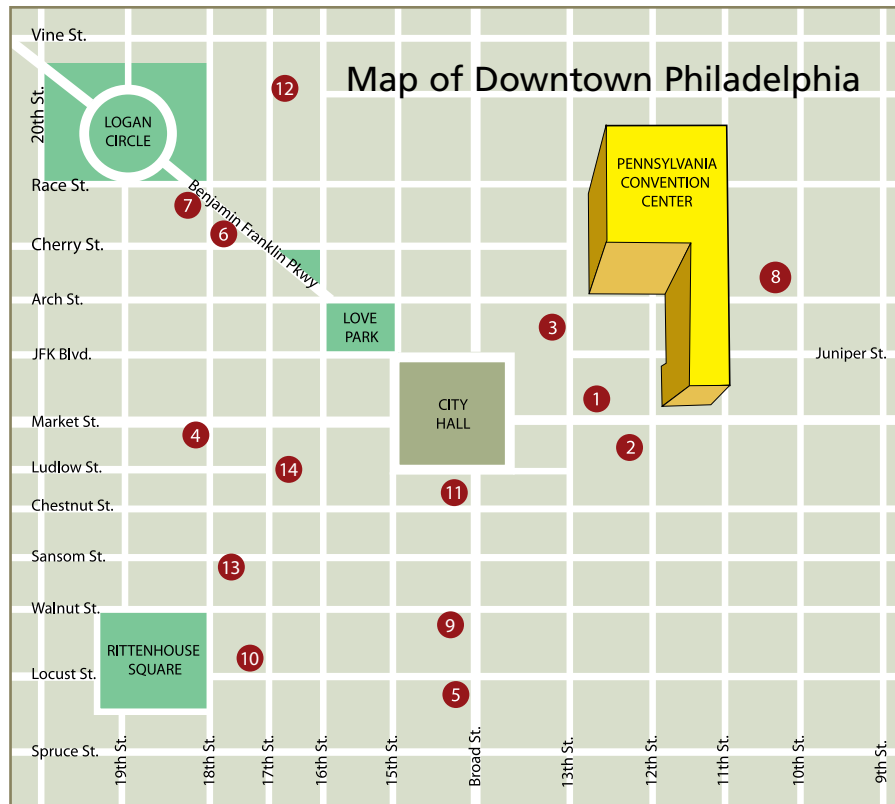 Vine St.
Map of Downtown Philadelphia
12
20th St.
LOGAN
CIRCLE
PENNSYLVANIA
CONVENTION
CENTER
Race St.
7
Benjamin Franklin Pkwy
6
Cherry St.
8
Arch St.
LOVE
PARK
3
JFK Blvd.
Juniper St.
1
CITY
HALL
Market St.
4
2
Ludlow St.
14
11
Chestnut St.
Sansom St.
13
Walnut St.
9
RITTENHOUSE
SQUARE
10
Locust St.
5
Spruce St.
19th St.
18th St.
17th St.
16th St.
15th St.
Broad St.
13th St.
12th St.
11th St.
10th St.
9th St.